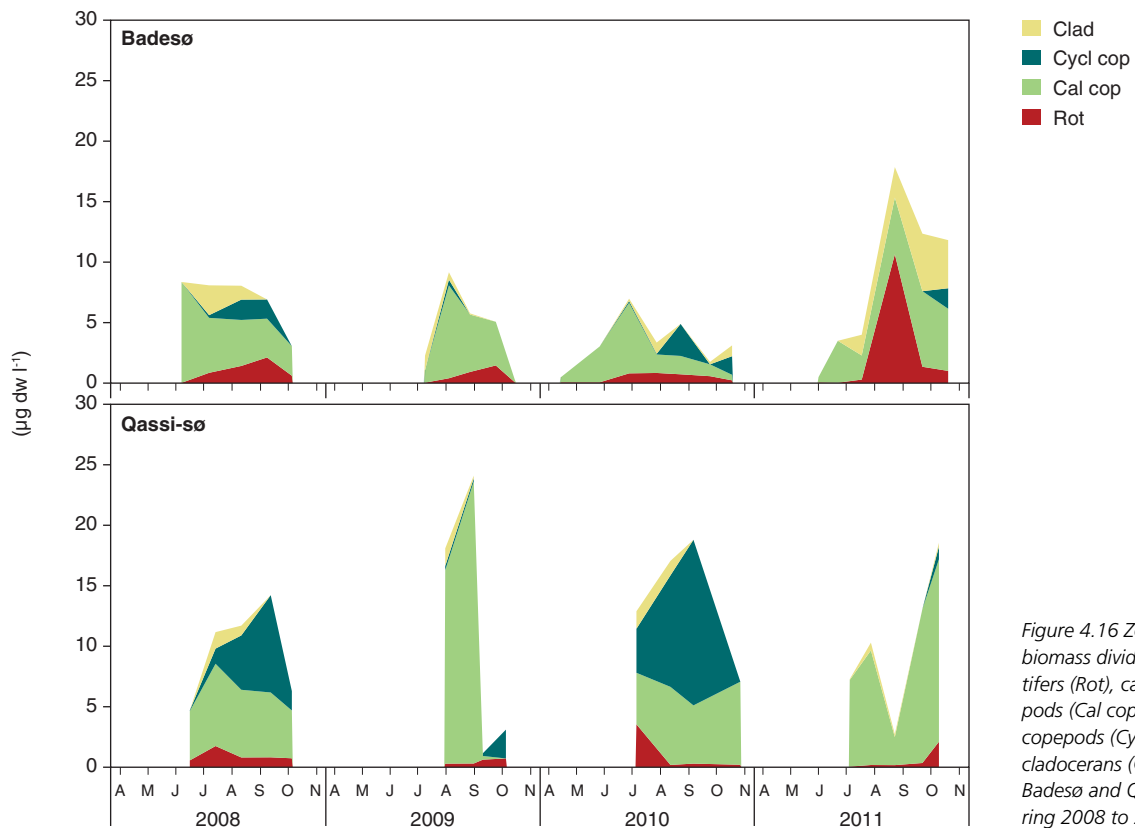 30
Badesø
25
20
15
10
5
0
(µg dw l-1)
30
Qassi-sø
25
20
15
10
5
0
A M J J A S O N A M J J A S O N A M J J A S O N A M J J A S O N
2008 2009 2010 2011
Clad
Cycl cop
Cal cop
Rot
Figure 4.16
biomass divid
tifers (Rot), ca
pods (Cal cop
copepods (Cy
cladocerans (
Badesø and Q
ring 2008 to